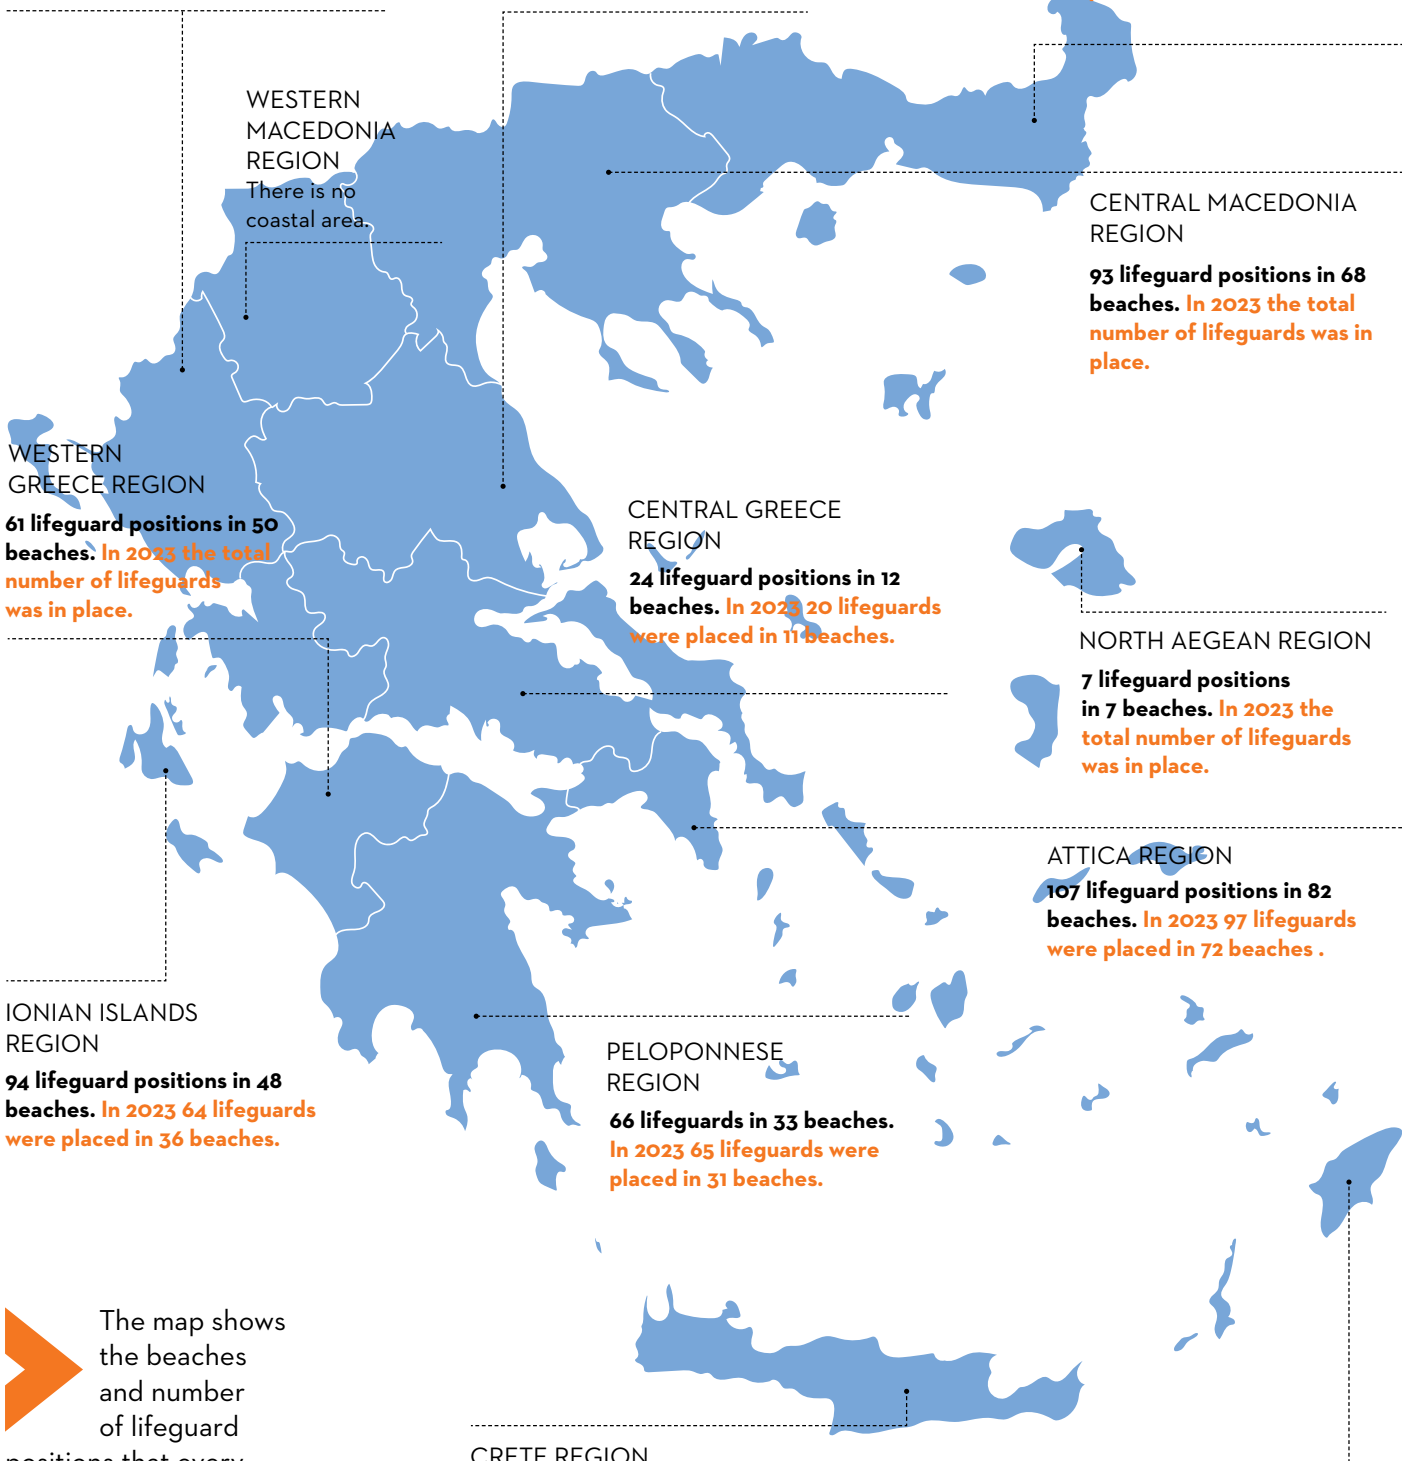 WESTERN
MACEDONIA
REGION
There is no
coastal area.
CENTRAL MACEDONIA
REGION
93 lifeguard positions in 68
beaches. In 2023 the total
number of lifeguards was in
place.
WESTERN
GREECE REGION
61 lifeguard positions in 50
beaches. In 2023 the total
number of lifeguards
was in place.
CENTRAL GREECE
REGION
24 lifeguard positions in 12
beaches. In 2023 20 lifeguards
were placed in 11 beaches.
NORTH AEGEAN REGION
7 lifeguard positions
in 7 beaches. In 2023 the
total number of lifeguards
was in place.
ATTICA REGION
107 lifeguard positions in 82
beaches. In 2023 97 lifeguards
were placed in 72 beaches .
IONIAN ISLANDS
REGION
94 lifeguard positions in 48
beaches. In 2023 64 lifeguards
were placed in 36 beaches.
PELOPONNESE
REGION
66 lifeguards in 33 beaches.
In 2023 65 lifeguards were
placed in 31 beaches.
The map shows
the beaches
and number
of lifeguard
positions that every
CRETE REGION